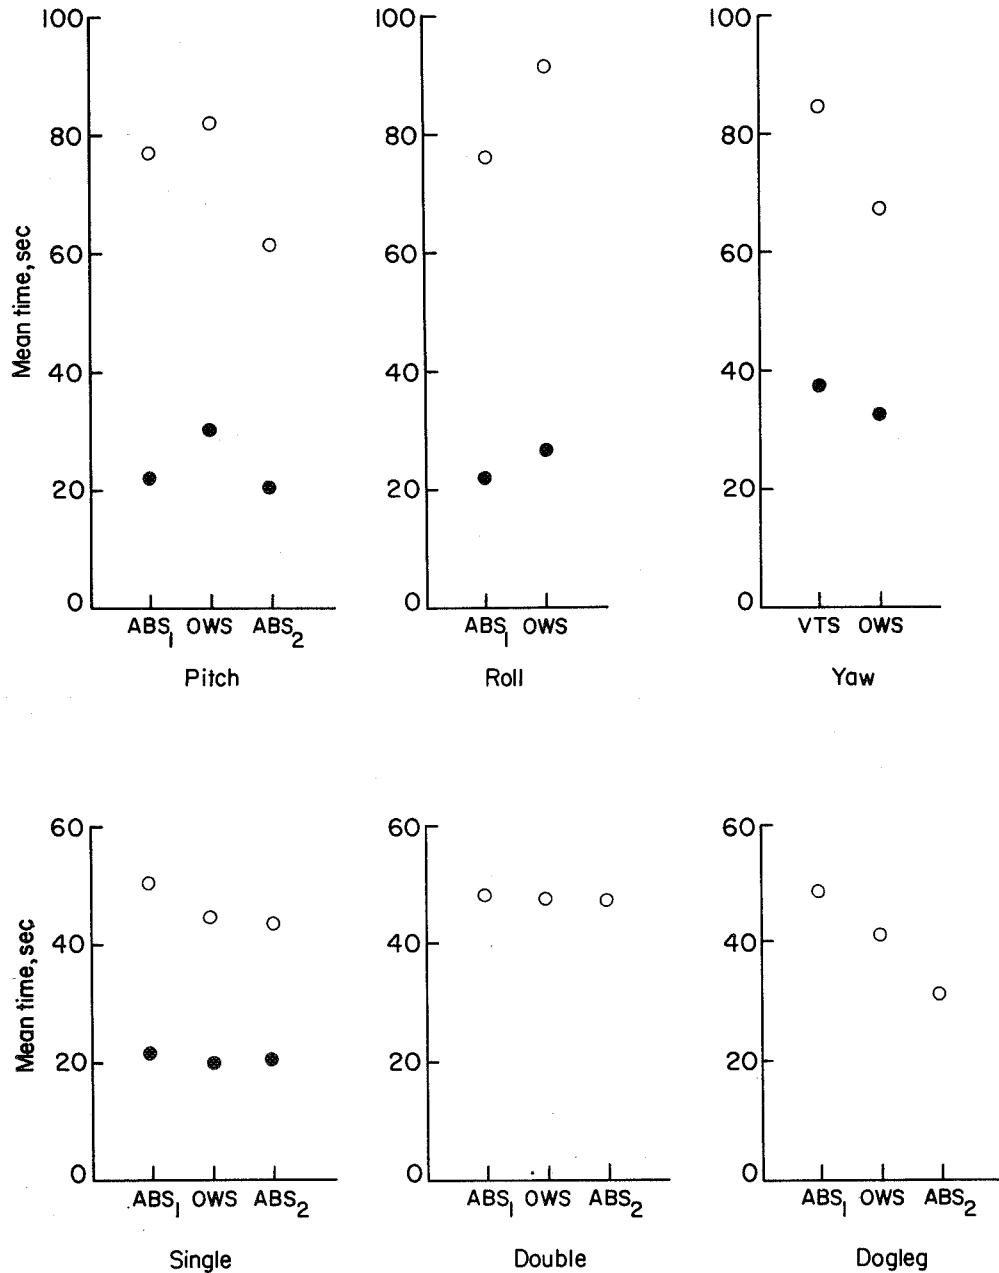 100 100 100
80 80 80
60 60 60
Mean time, sec
40 40 40
20 20 20
0 0 0
ABS1 OWS ABS2 ABS1 OWS VTS OWS
Pitch Roll Yaw
60 60 60
40 40 40
Mean time, sec
20 20 20
0 0 0
ABS1 OWS ABS2 ABS1 OWS ABS2 ABS1 OWS ABS2
Single Double Dogleg